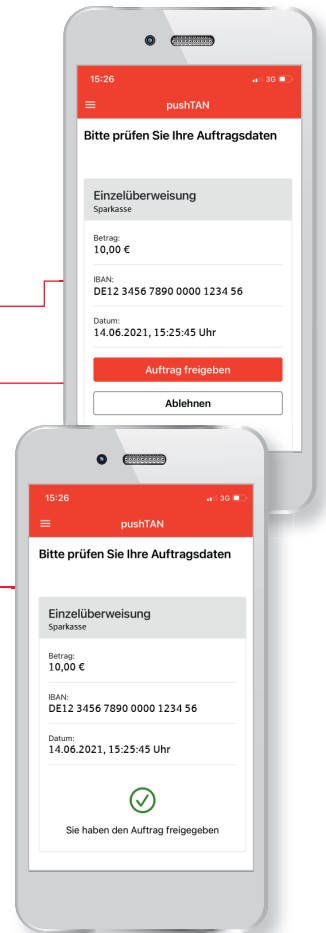 15:26 3G
pushTAN
Bitte prüfen Sie Ihre Auftragsdaten
Einzelüberweisung
Sparkasse
Betrag:
10,00 €
IBAN:
DE12 3456 7890 0000 1234 56
Datum:
14.06.2021, 15:25:45 Uhr
Auftrag freigeben
Ablehnen
15:26 3G
pushTAN
Bitte prüfen Sie Ihre Auftragsdaten
Einzelüberweisung
Sparkasse
Betrag:
10,00 €
IBAN:
DE12 3456 7890 0000 1234 56
Datum:
14.06.2021, 15:25:45 Uhr
Sie haben den Auftrag freigegeben